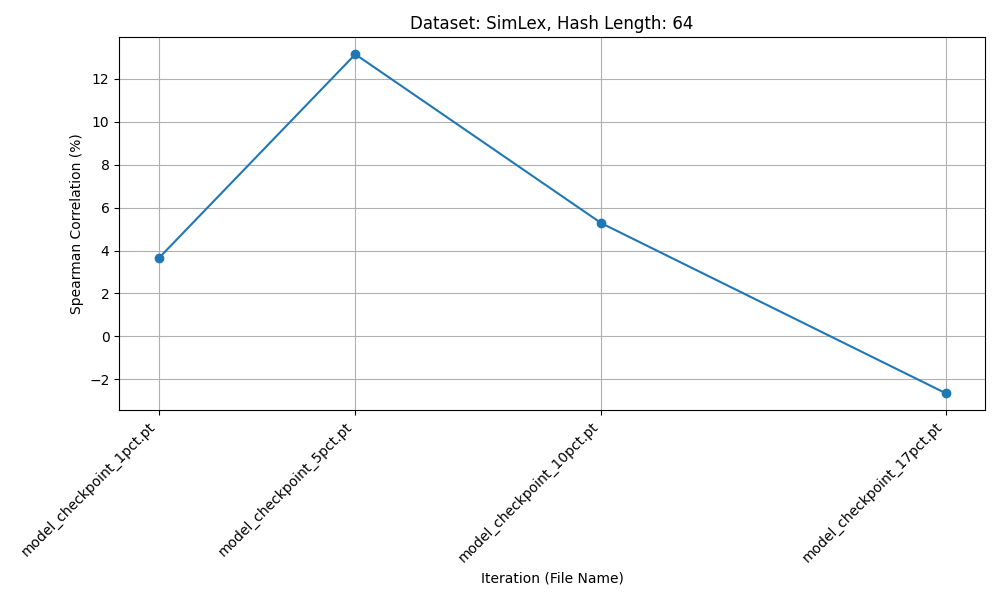 Dataset: SimLex, Hash Length: 64
Spearman Correlation (%)
12
10
8
6
4
2
0
−2
model_checkpoint_1pct.pt
model_checkpoint_5pct.pt
model_checkpoint_10pct.pt
model_checkpoint_17pct.pt
Iteration (File Name)